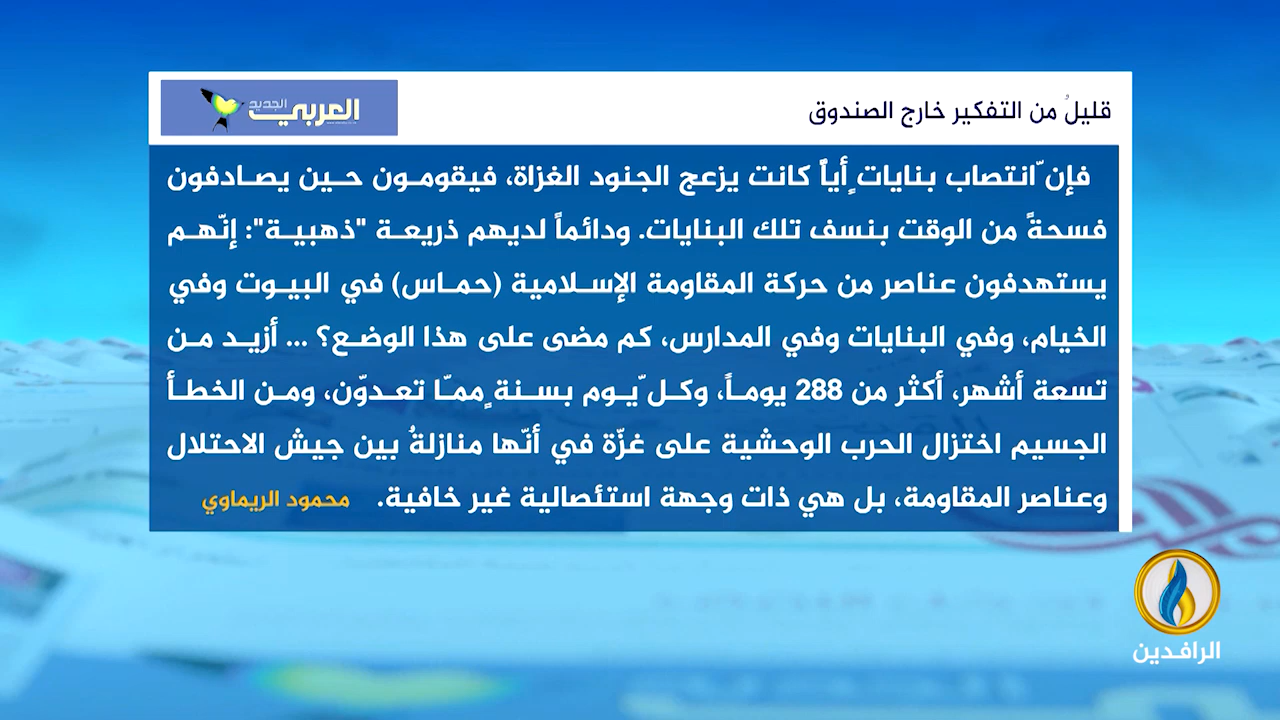 العربي الجديد
قليلٌ من التفكير خارج الصندوق
فإنّ انتصاب بناياتٍ أياً كانت يزعج الجنود الغزاة، فيقومون حين يصادفون
فسحةً من الوقت بنسف تلك البنايات. ودائماً لديهم ذريعة "ذهبية": إنّهم
يستهدفون عناصر من حركة المقاومة الإسلامية (حماس) في البيوت وفي
الخيام، وفي البنايات وفي المدارس، كم مضى على هذا الوضع؟ ... أزيد من
تسعة أشهر، أكثر من 288 يوماً، وكلّ يوم بسنةٍ ممّا تعدوّن، ومن الخطأ
الجسيم اختزال الحرب الوحشية على غزّة في أنّها منازلةُ بين جيش الاحتلال
وعناصر المقاومة، بل هي ذات وجهة استئصالية غير خافية. محمود الريماوي
الرافدين